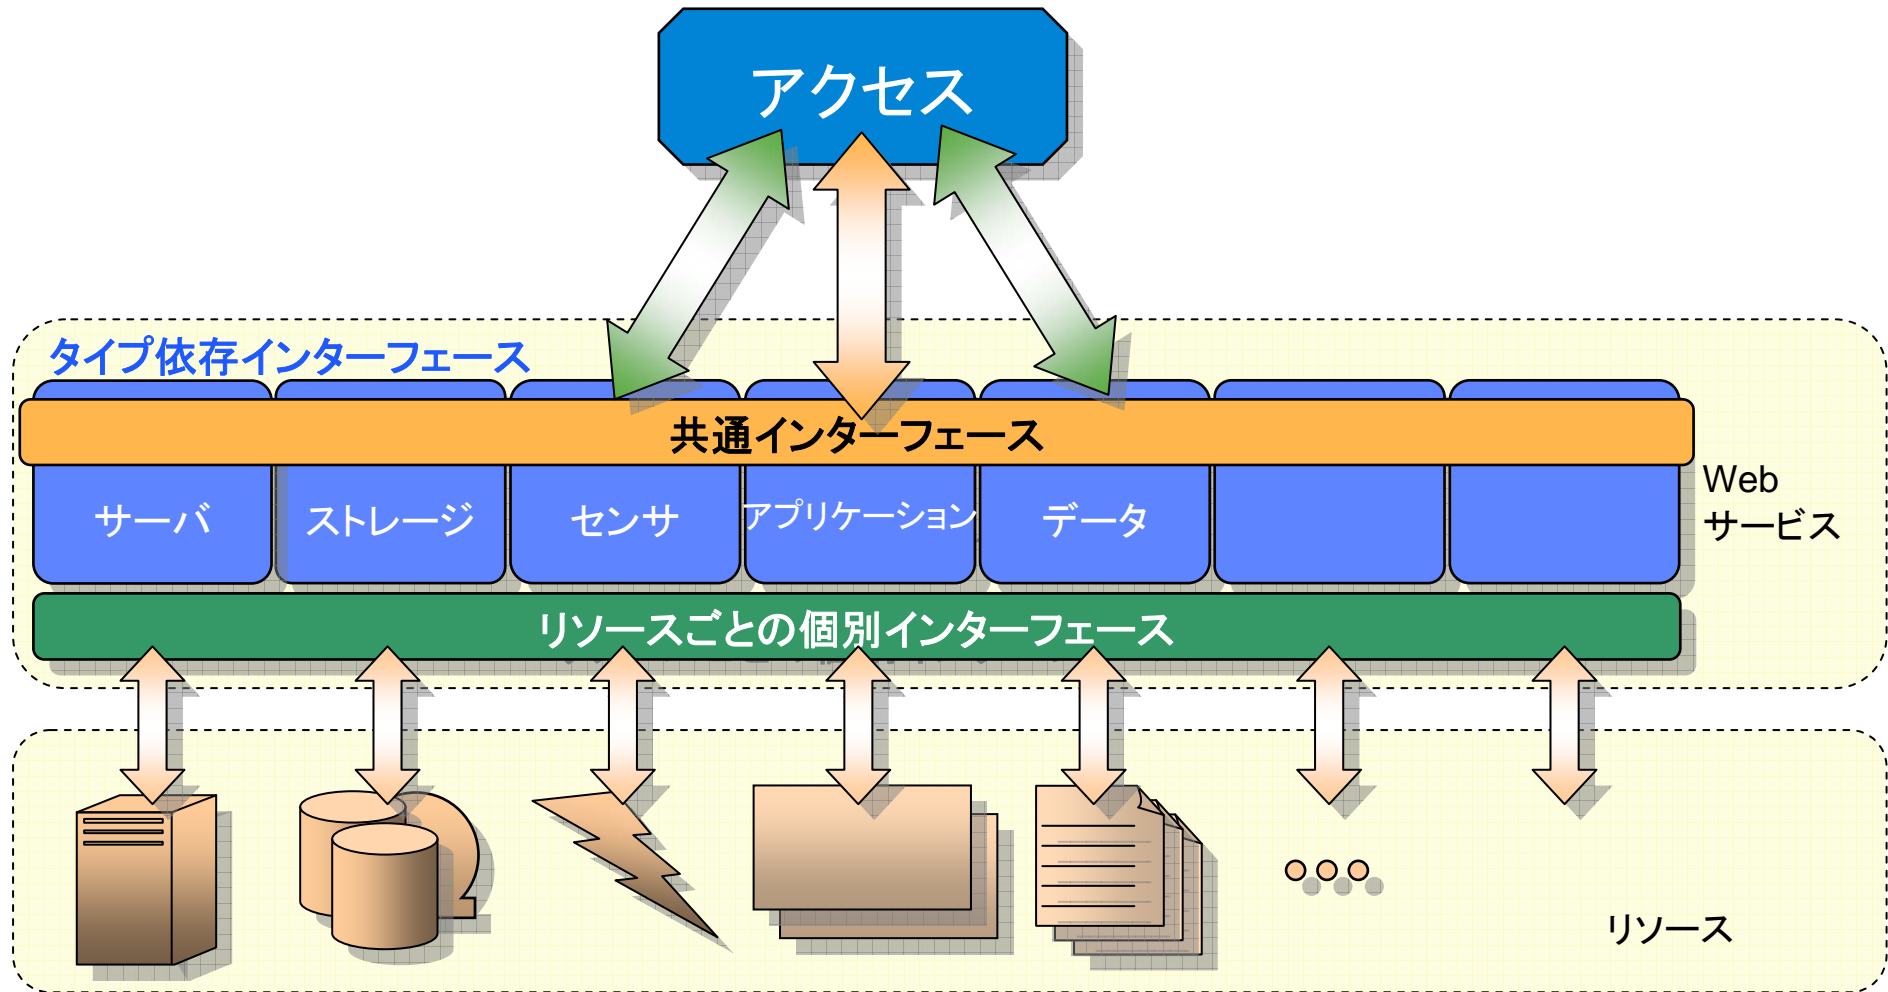 アクセス
タイプ依存インターフェース
共通インターフェース
サーバ
ストレージ
センサ
アプリケーション
データ
Web
サービス
リソースごとの個別インターフェース
リソース